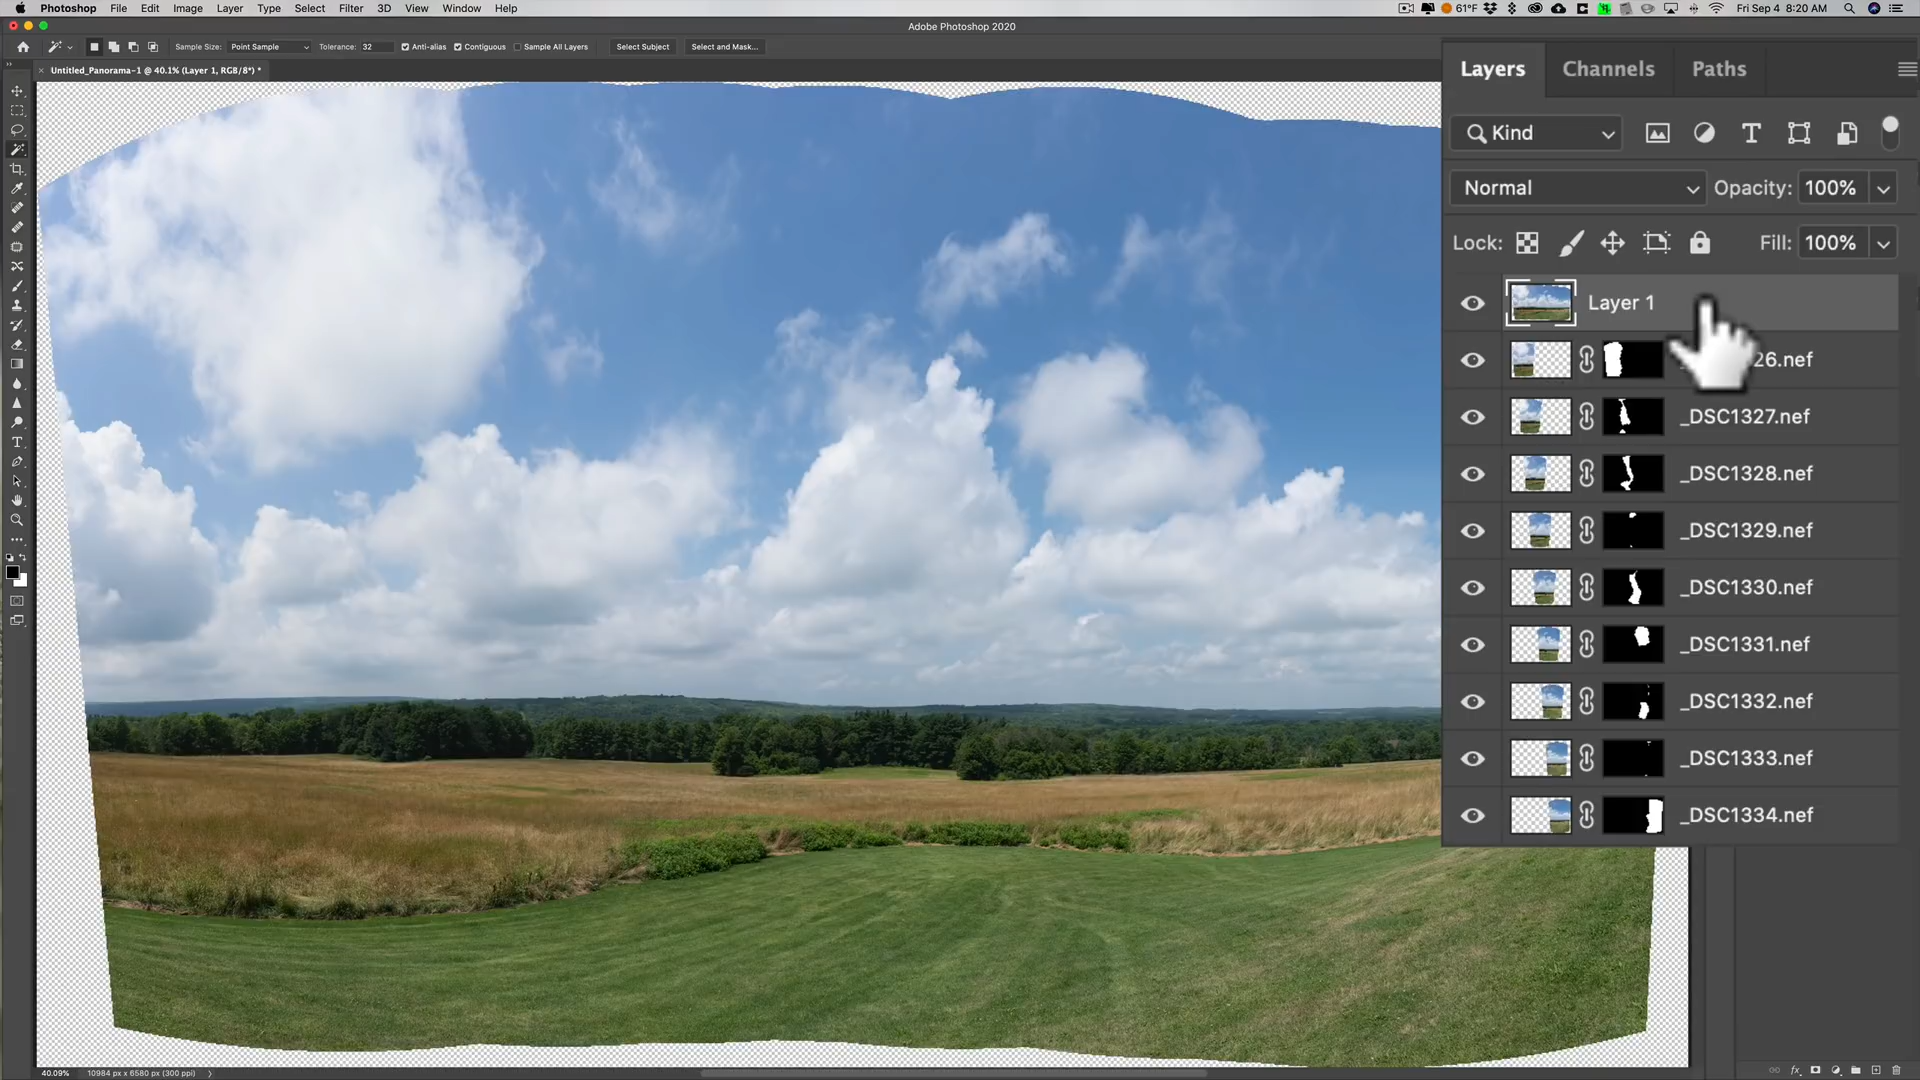 Photoshop File Edit Image Layer Type Select Filter 3D View Window Help 61°F Fri Sep 4 8:20 AM
Adobe Photoshop 2020
Sample Size: Point Sample Tolerance: 32 Anti-alias Contiguous Sample All Layers Select Subject Select and Mask...
Untitled_Panorama-1 @ 40.1% (Layer 1, RGB/8*) *
Layers Channels Paths
Kind
Normal Opacity: 100%
Lock: Fill: 100%
Layer 1
26.nef
_DSC1327.nef
_DSC1328.nef
_DSC1329.nef
_DSC1330.nef
_DSC1331.nef
_DSC1332.nef
_DSC1333.nef
_DSC1334.nef
40.09% 10984 px x 6580 px (300 ppi)